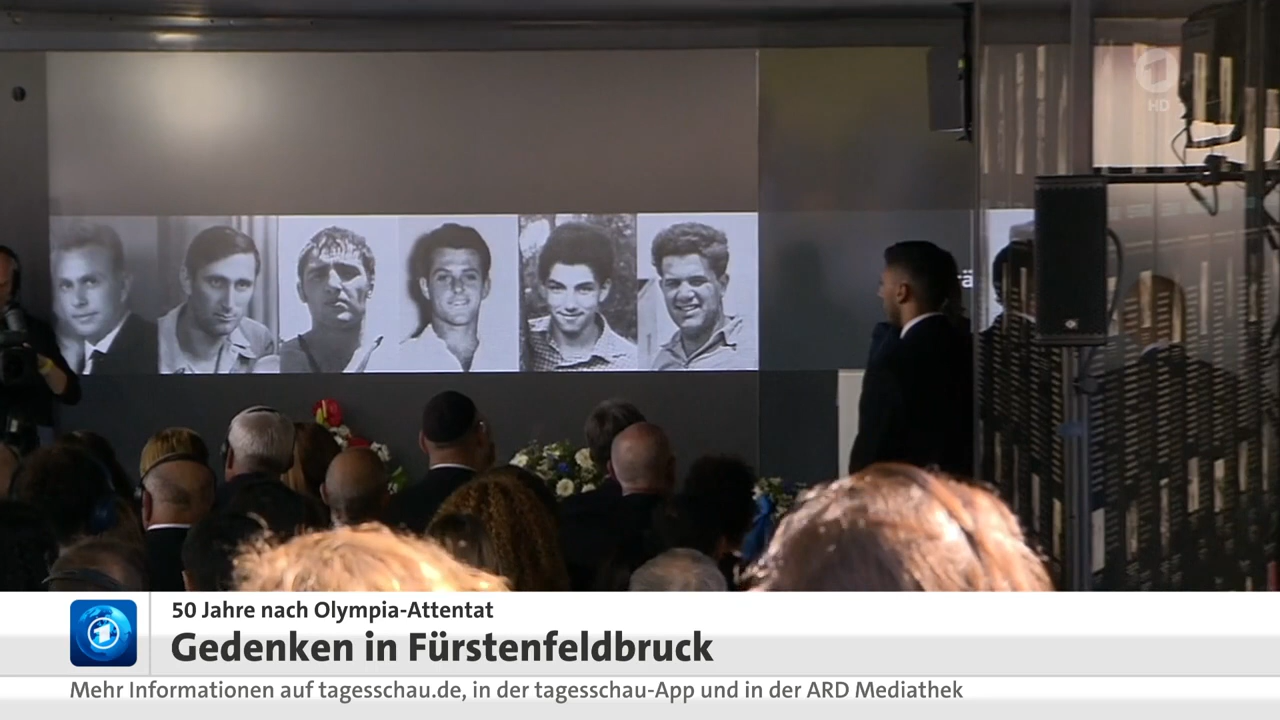 HD
50 Jahre nach Olympia-Attentat
Gedenken in Fürstenfeldbruck
Mehr Informationen auf tagesschau.de, in der tagesschau-App und in der ARD Mediathek